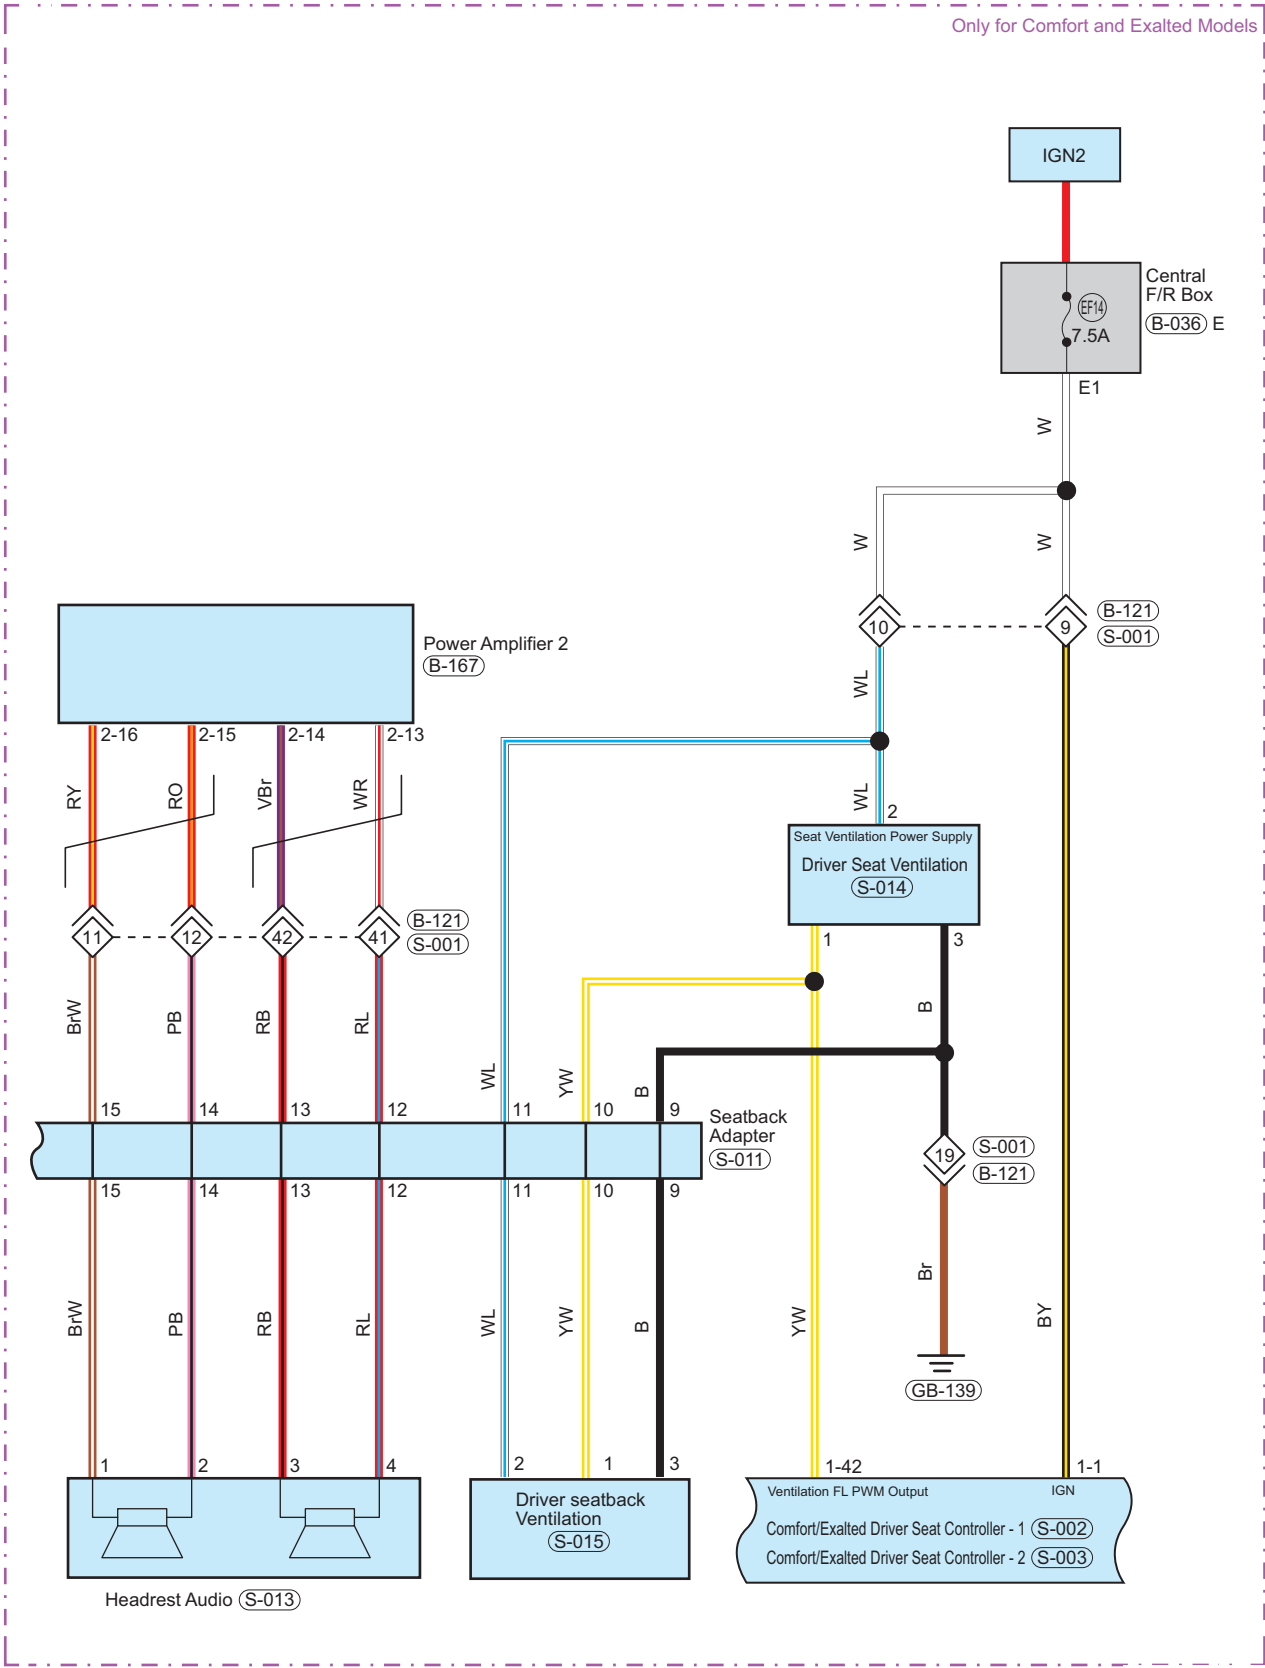 Only for Comfort and Exalted Models
IGN2
Central
F/R Box
B-036 E
EF14
7.5A
E1
W
W
W
10
9
B-121
S-001
Power Amplifier 2
B-167
WL
2-16
2-15
2-14
2-13
RY
RO
VBr
WR
WL
2
Seat Ventilation Power Supply
Driver Seat Ventilation
S-014
1
3
11
12
42
41
B-121
S-001
BrW
PB
RB
RL
B
WL
YW
B
15
14
13
12
11
10
9
Seatback
Adapter
S-011
19
S-001
B-121
15
14
13
12
11
10
9
Br
BrW
PB
RB
RL
WL
YW
B
YW
BY
GB-139
1
2
3
4
2
1
3
1-42
1-1
Ventilation FL PWM Output
IGN
Driver seatback
Ventilation
S-015
Comfort/Exalted Driver Seat Controller - 1 S-002
Comfort/Exalted Driver Seat Controller - 2 S-003
Headrest Audio S-013